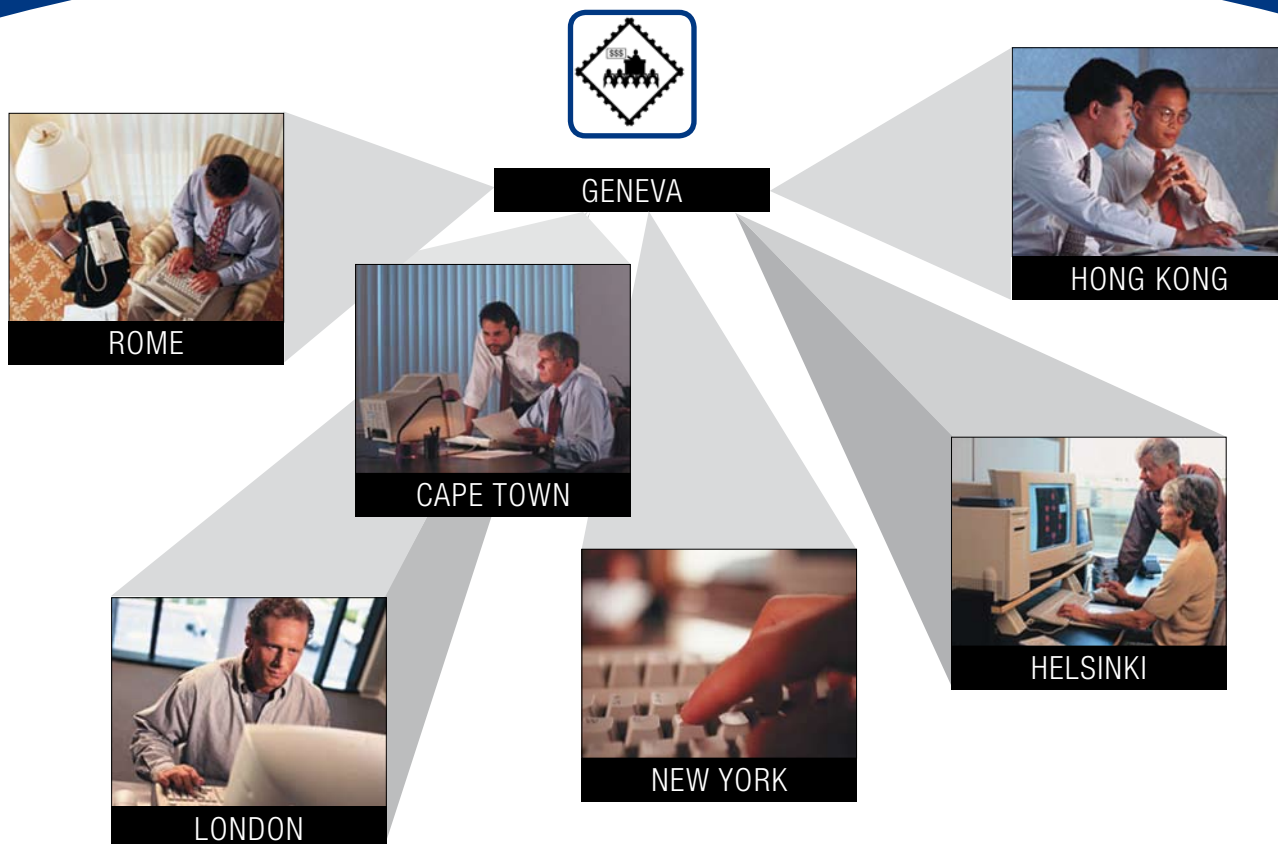 $$$
GENEVA
HONG KONG
ROME
CAPE TOWN
HELSINKI
NEW YORK
LONDON